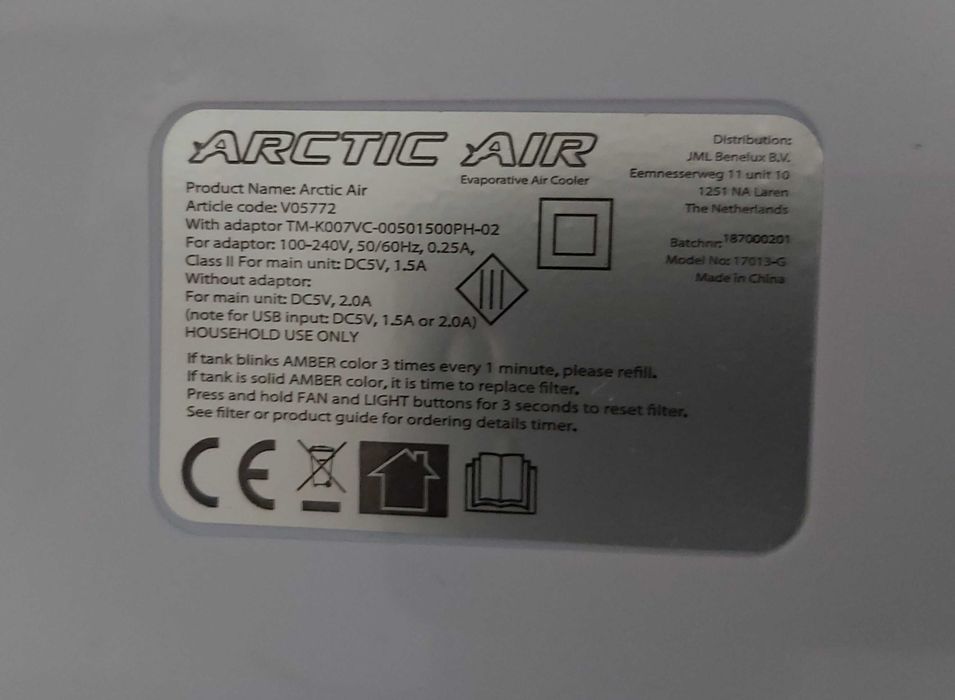 ARCTIC AIR
Evaporative Air Cooler
Product Name: Arctic Air
Article code: V05772
With adaptor TM-K007VC-00501500PH-02
For adaptor: 100-240V, 50/60Hz, 0.25A,
Class II For main unit: DC5V, 1.5A
Without adaptor:
For main unit: DC5V, 2.0A
(note for USB input: DC5V, 1.5A or 2.0A)
HOUSEHOLD USE ONLY
If tank blinks AMBER color 3 times every 1 minute, please refill.
If tank is solid AMBER color, it is time to replace filter.
Press and hold FAN and LIGHT buttons for 3 seconds to reset filter.
See filter or product guide for ordering details timer.
CE
Distribution:
JML Benelux B.V.
Eemnesserweg 11 unit 10
1251 NA Laren
The Netherlands
Batchnr: 187000201
Model No: 17013-G
Made in China